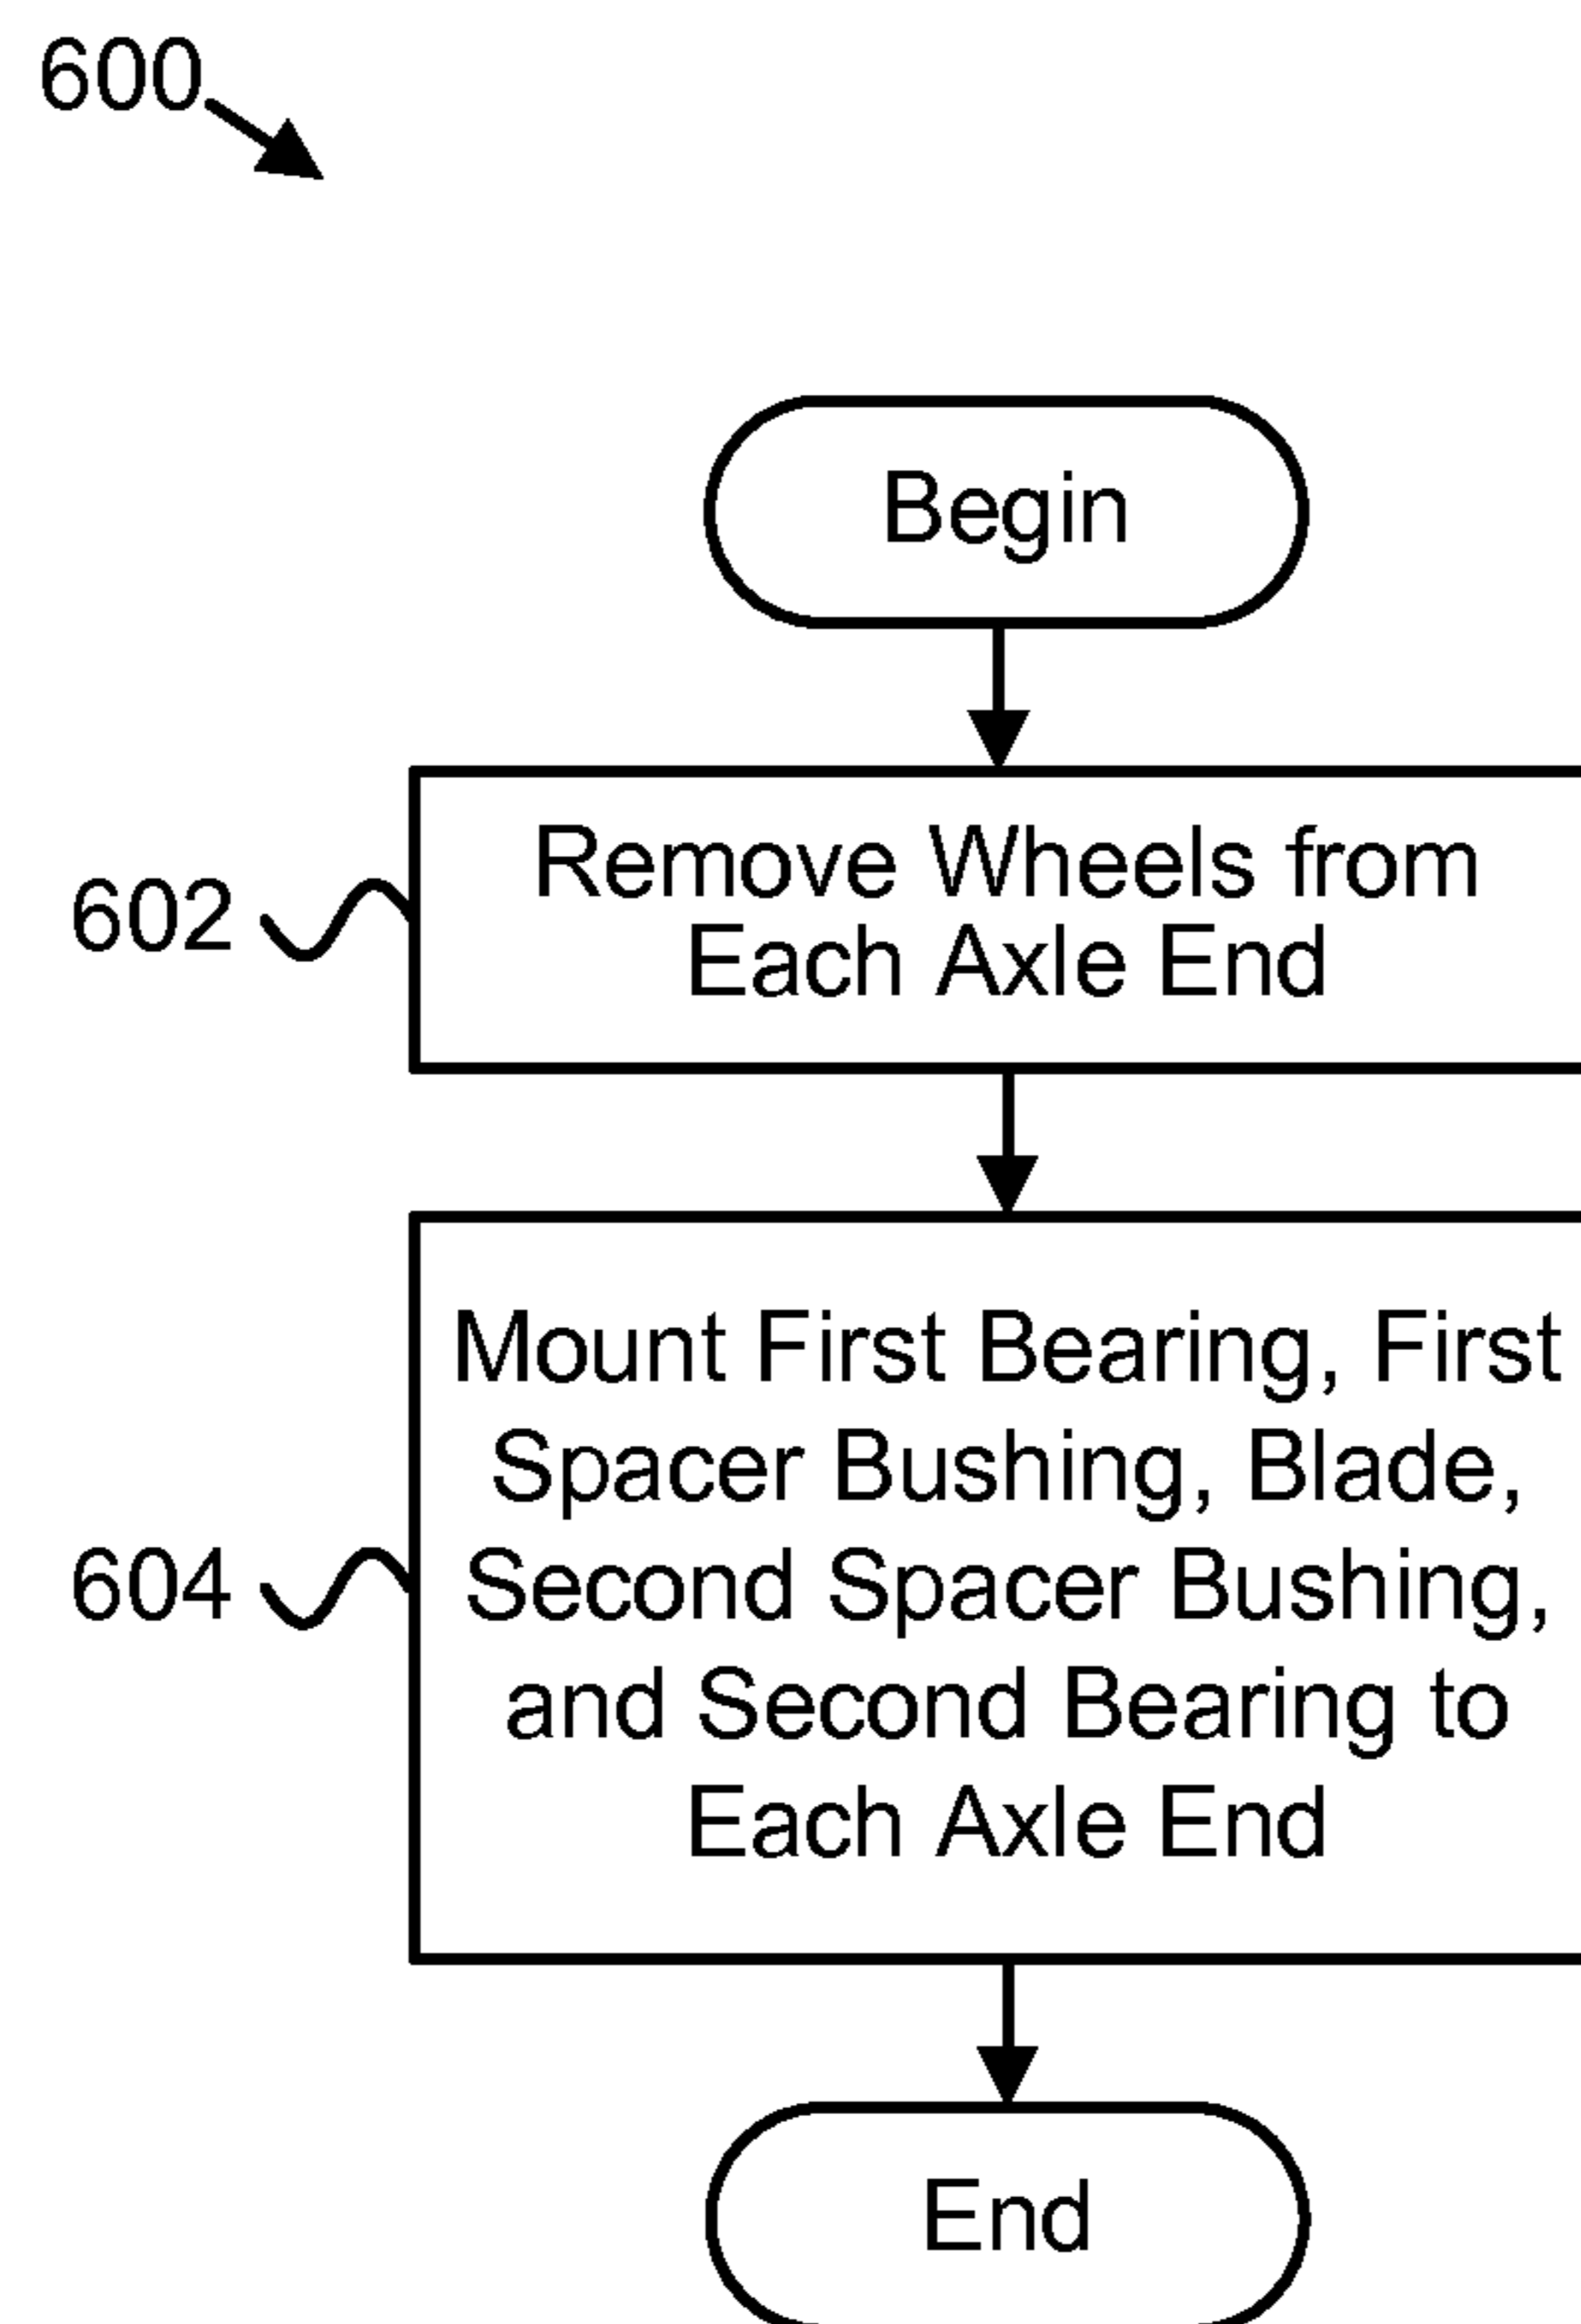 600
Begin
602
Remove Wheels from
Each Axle End
604
Mount First Bearing, First
Spacer Bushing, Blade,
Second Spacer Bushing,
and Second Bearing to
Each Axle End
End